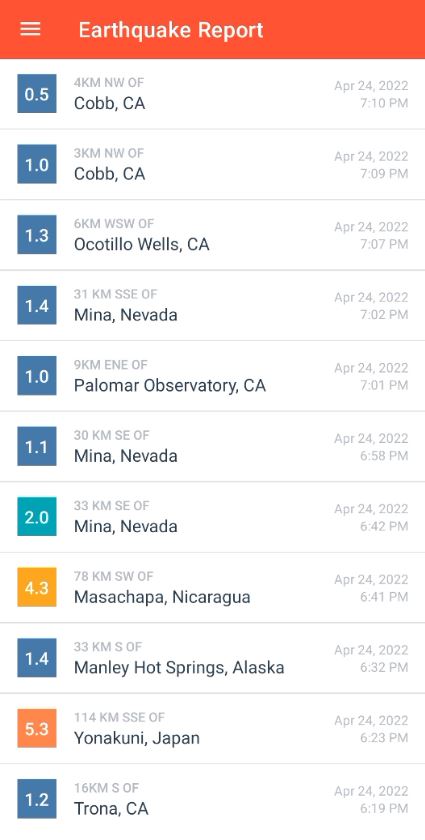 Earthquake Report
0.5
4KM NW OF
Cobb, CA
Apr 24, 2022
7:10 PM
1.0
3KM NW OF
Cobb, CA
Apr 24, 2022
7:09 PM
1.3
6KM WSW OF
Ocotillo Wells, CA
Apr 24, 2022
7:07 PM
1.4
31 KM SSE OF
Mina, Nevada
Apr 24, 2022
7:02 PM
1.0
9KM ENE OF
Palomar Observatory, CA
Apr 24, 2022
7:01 PM
1.1
30 KM SE OF
Mina, Nevada
Apr 24, 2022
6:58 PM
2.0
33 KM SE OF
Mina, Nevada
Apr 24, 2022
6:42 PM
4.3
78 KM SW OF
Masachapa, Nicaragua
Apr 24, 2022
6:41 PM
1.4
33 KM S OF
Manley Hot Springs, Alaska
Apr 24, 2022
6:32 PM
5.3
114 KM SSE OF
Yonakuni, Japan
Apr 24, 2022
6:23 PM
1.2
16KM S OF
Trona, CA
Apr 24, 2022
6:19 PM